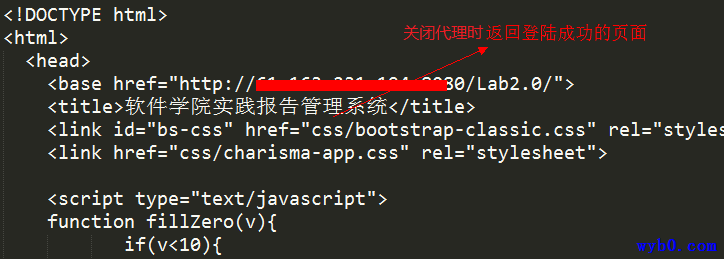 <!DOCTYPE html>
<html>
关闭代理时返回登陆成功的页面
<head>
<base href="http://80/Lab2.0/">
<title>软件学院实践报告管理系统</title>
<link id="bs-css" href="css/bootstrap-classic.css" rel="styles
<link href="css/charisma-app.css" rel="stylesheet">
<script type="text/javascript">
function fillZero(v){
if(v<10){
wyb0.com